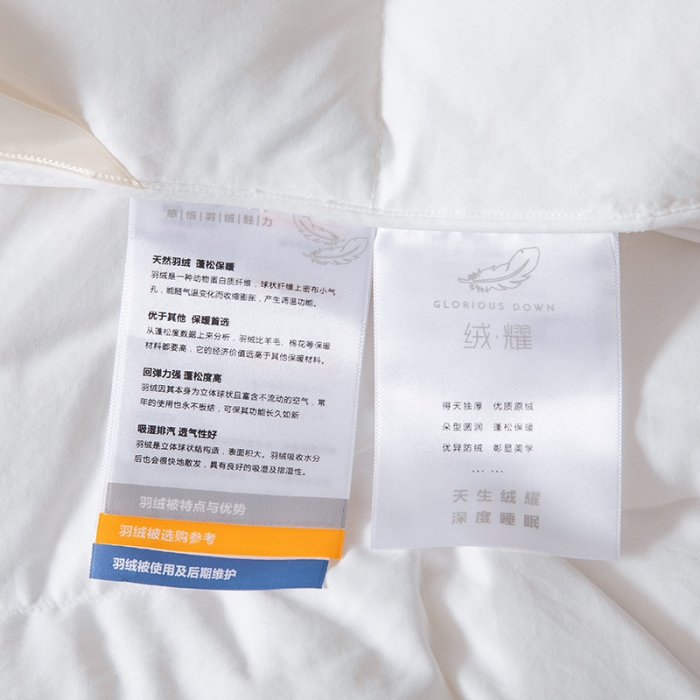 感|悟|羽|绒|魅|力
天然羽绒 蓬松保暖
羽绒是一种动物蛋白质纤维，球状纤维上密布小气
孔，能随气温变化而收缩膨胀，产生调温功能。
优于其他 保暖首选
从蓬松度数据上来分析，羽绒比羊毛、棉花等保暖
材料都要高，它的经济价值远高于其他保暖材料。
回弹力强 蓬松度高
羽绒因其本身为立体球状且富含不流动的空气，常
年的使用也永不板结，可保其功能长久如新
吸湿排汽 透气性好
羽绒是立体球状结构造，表面积大。羽绒吸收水分
后也会很快地散发，具有良好的吸湿及排湿性。
羽绒被特点与优势
羽绒被选购参考
羽绒被使用及后期维护
GLORIOUS DOWN
绒·耀
得天独厚 优质原绒
朵型圆润 蓬松保暖
优异防绒 彰显美学
... ...
天生绒耀
深度睡眠